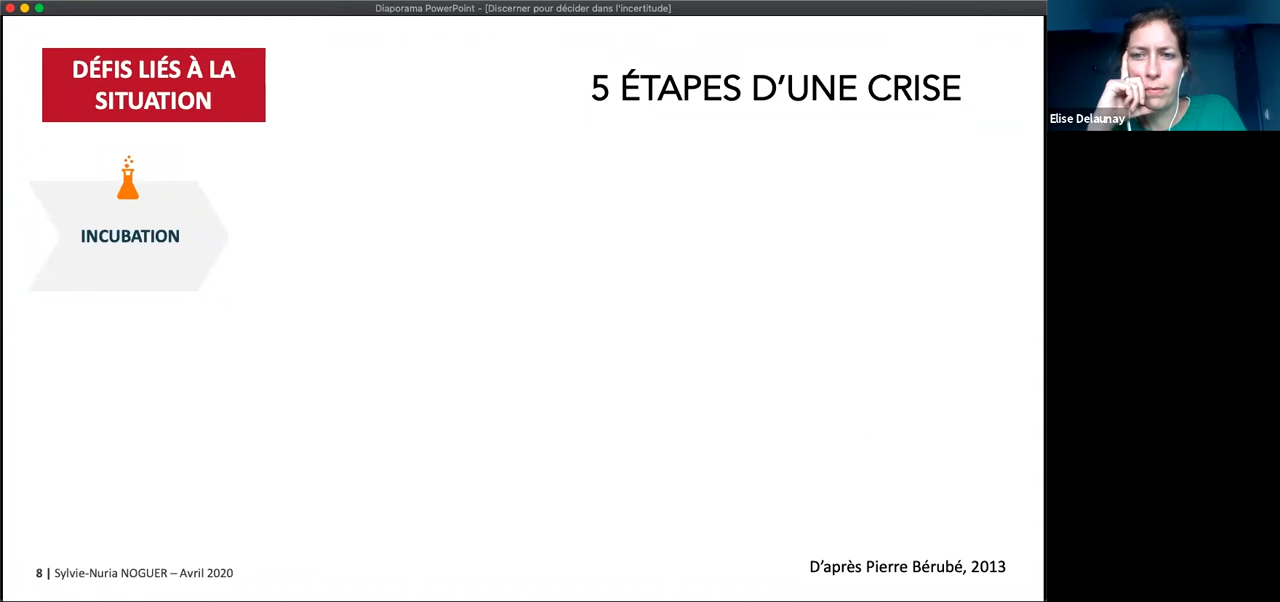 Diaporama PowerPoint - [Discerner pour décider dans l'incertitude]
DÉFIS LIÉS À LA
SITUATION
5 ÉTAPES D’UNE CRISE
Elise Delaunay
INCUBATION
D’après Pierre Bérubé, 2013
8 | Sylvie-Nuria NOGUER – Avril 2020